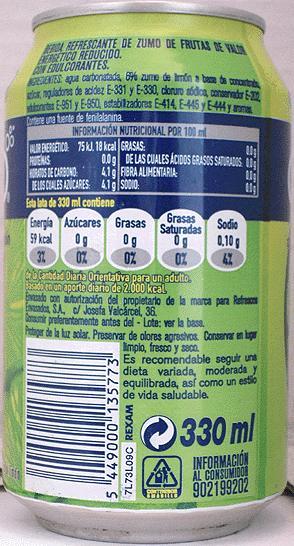 BEBIDA REFRESCANTE DE ZUMO DE FRUTAS DE VALOR
ENERGÉTICO REDUCIDO.
CON EDULCORANTES.
INGREDIENTES: agua carbonatada, 6% zumo de limón a base de concentrado,
azúcar, reguladores de acidez E-331 y E-330, cloruro sódico, conservador E-202,
edulcorantes E-951 y E-950, estabilizadores E-414, E-445 y E-444 y aromas.
Contiene una fuente de fenilalanina.
INFORMACIÓN NUTRICIONAL POR 100 ml
VALOR ENERGÉTICO: 75 kJ, 18 kcal GRASAS:
PROTEINAS: 0,0 g DE LAS CUALES ÁCIDOS GRASOS SATURADOS: 0,0 g
HIDRATOS DE CARBONO: 4,1 g FIBRA ALIMENTARIA:
DE LOS CUALES AZÚCARES: 4,1 g SODIO:
Esta lata de 330 ml contiene
Energía Azúcares Grasas Grasas Saturadas Sodio
59 kcal 0 g 0 g 0 g 0,10 g
3% 0% 0% 0% 4%
de la Cantidad Diaria Orientativa para un adulto.
Basado en un aporte diario de 2.000 kcal.
Envasado con autorización del propietario de la marca para Refrescos
Envasados, S.A., c/ Josefa Valcárcel, 36.
Consumir preferentemente antes del - Lote: ver la base.
Proteger de la luz solar. Preservar de olores agresivos. Conservar en lugar
limpio, fresco y seco.
Es recomendable seguir una
dieta variada, moderada y
equilibrada, así como un estilo
de vida saludable.
5 449000 135773
7L73L09C REXAM
330 ml
INFORMACIÓN
AL CONSUMIDOR
902199202